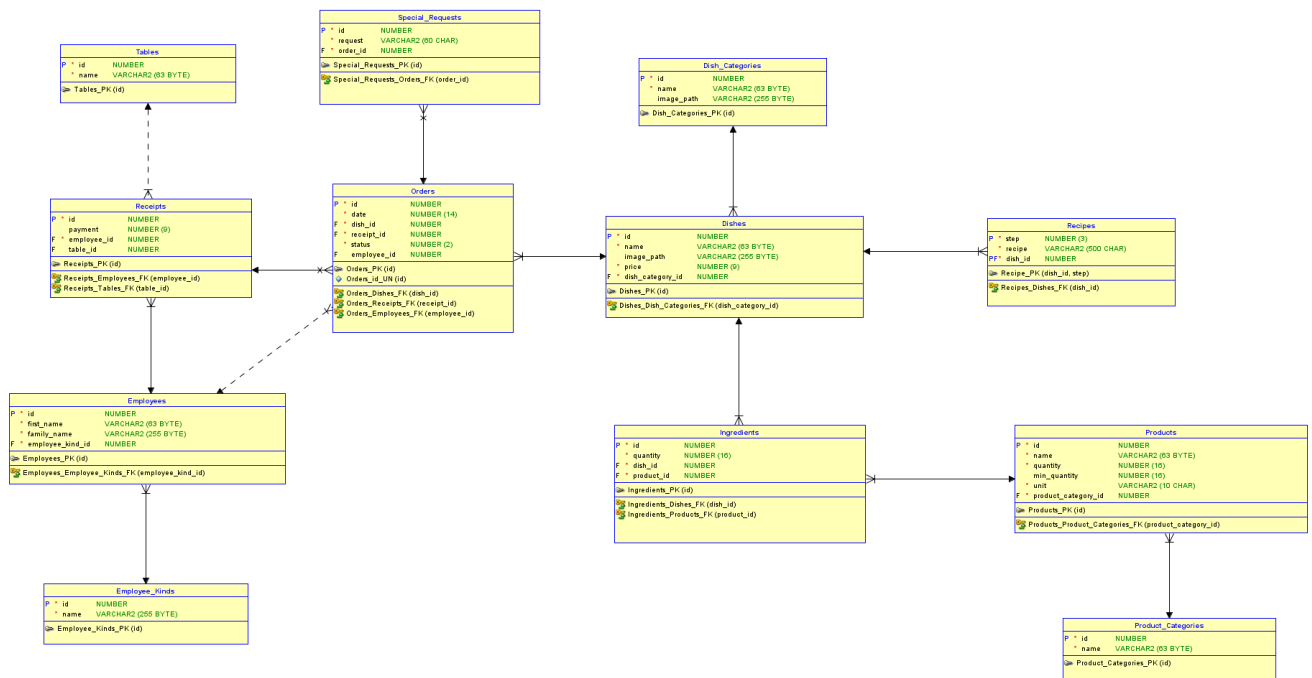 Special_Requests
P * id NUMBER
* request VARCHAR2 (60 CHAR)
F * order_id NUMBER
Special_Requests_PK (id)
Special_Requests_Orders_FK (order_id)
Tables
P * id NUMBER
* name VARCHAR2 (63 BYTE)
Tables_PK (id)
Dish_Categories
P * id NUMBER
* name VARCHAR2 (63 BYTE)
image_path VARCHAR2 (255 BYTE)
Dish_Categories_PK (id)
Orders
P * id NUMBER
* date NUMBER (14)
F * dish_id NUMBER
F * receipt_id NUMBER
* status NUMBER (2)
F employee_id NUMBER
Orders_PK (id)
Orders_id_UN (id)
Orders_Dishes_FK (dish_id)
Orders_Receipts_FK (receipt_id)
Orders_Employees_FK (employee_id)
Receipts
P * id NUMBER
payment NUMBER (9)
F * employee_id NUMBER
F table_id NUMBER
Receipts_PK (id)
Receipts_Employees_FK (employee_id)
Receipts_Tables_FK (table_id)
Dishes
P * id NUMBER
* name VARCHAR2 (63 BYTE)
image_path VARCHAR2 (255 BYTE)
* price NUMBER (9)
F * dish_category_id NUMBER
Dishes_PK (id)
Dishes_Dish_Categories_FK (dish_category_id)
Recipes
P * step NUMBER (3)
* recipe VARCHAR2 (500 CHAR)
PF* dish_id NUMBER
Recipe_PK (dish_id, step)
Recipes_Dishes_FK (dish_id)
Employees
P * id NUMBER
* first_name VARCHAR2 (63 BYTE)
* family_name VARCHAR2 (255 BYTE)
F * employee_kind_id NUMBER
Employees_PK (id)
Employees_Employee_Kinds_FK (employee_kind_id)
Ingredients
P * id NUMBER
* quantity NUMBER (16)
F * dish_id NUMBER
F * product_id NUMBER
Ingredients_PK (id)
Ingredients_Dishes_FK (dish_id)
Ingredients_Products_FK (product_id)
Products
P * id NUMBER
* name VARCHAR2 (63 BYTE)
* quantity NUMBER (16)
min_quantity NUMBER (16)
* unit VARCHAR2 (10 CHAR)
F * product_category_id NUMBER
Products_PK (id)
Products_Product_Categories_FK (product_category_id)
Employee_Kinds
P * id NUMBER
* name VARCHAR2 (255 BYTE)
Employee_Kinds_PK (id)
Product_Categories
P * id NUMBER
* name VARCHAR2 (63 BYTE)
Product_Categories_PK (id)